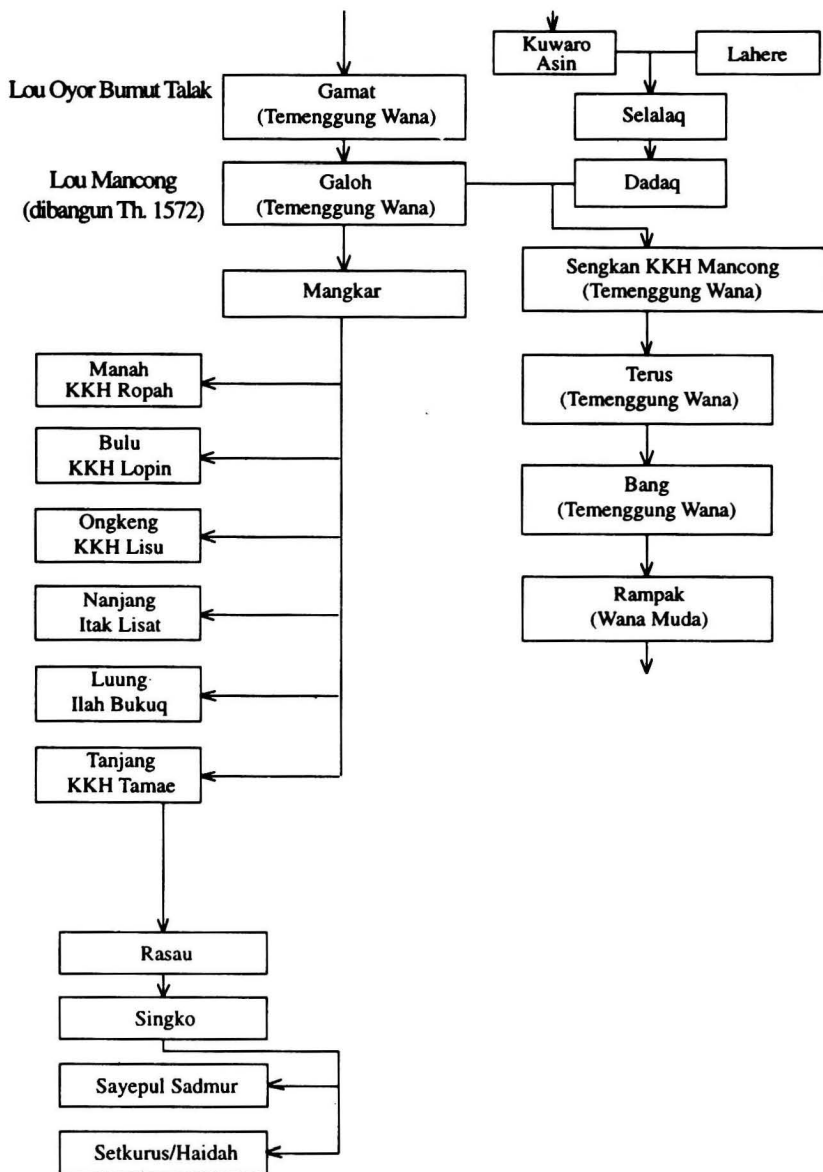 Kuwaro
Asin
Lahere
Lou Oyor Bumut Talak
Gamat
(Temenggung Wana)
Selalaq
Lou Mancong
(dibangun Th. 1572)
Galoh
(Temenggung Wana)
Dadaq
Mangkar
Sengkan KKH Mancong
(Temenggung Wana)
Manah
KKH Ropah
Terus
(Temenggung Wana)
Bulu
KKH Lopin
Bang
(Temenggung Wana)
Ongkeng
KKH Lisu
Nanjang
Itak Lisat
Rampak
(Wana Muda)
Luung
Ilah Bukuq
Tanjang
KKH Tamae
Rasau
Singko
Sayepul Sadmur
Setkurus/Haidah